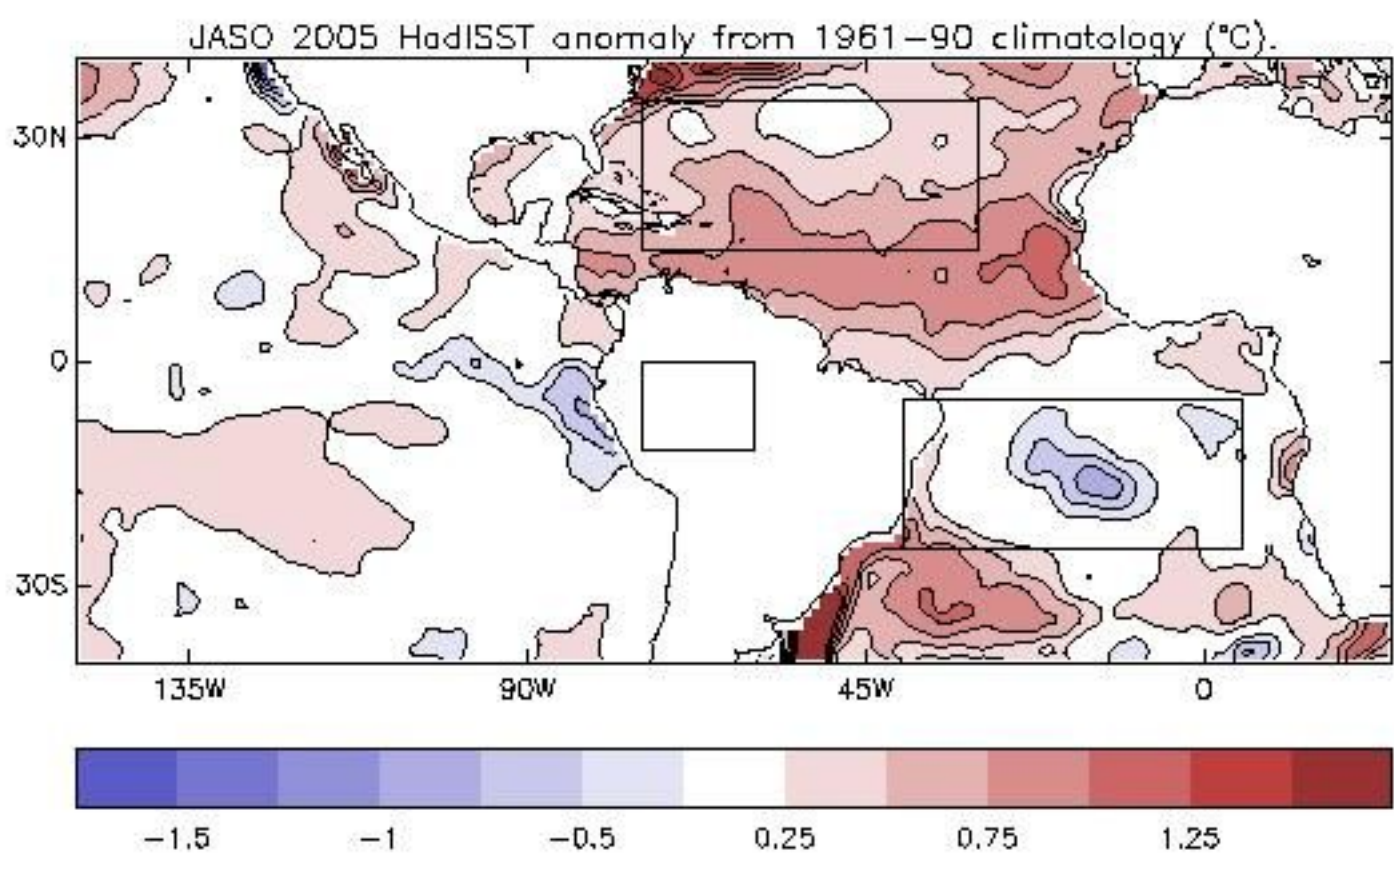 JASO 2005 HadISST anomaly from 1961-90 climatology (°C).
30N
0
30S
135W 90W 45W 0
-1.5 -1 -0.5 0.25 0.75 1.25